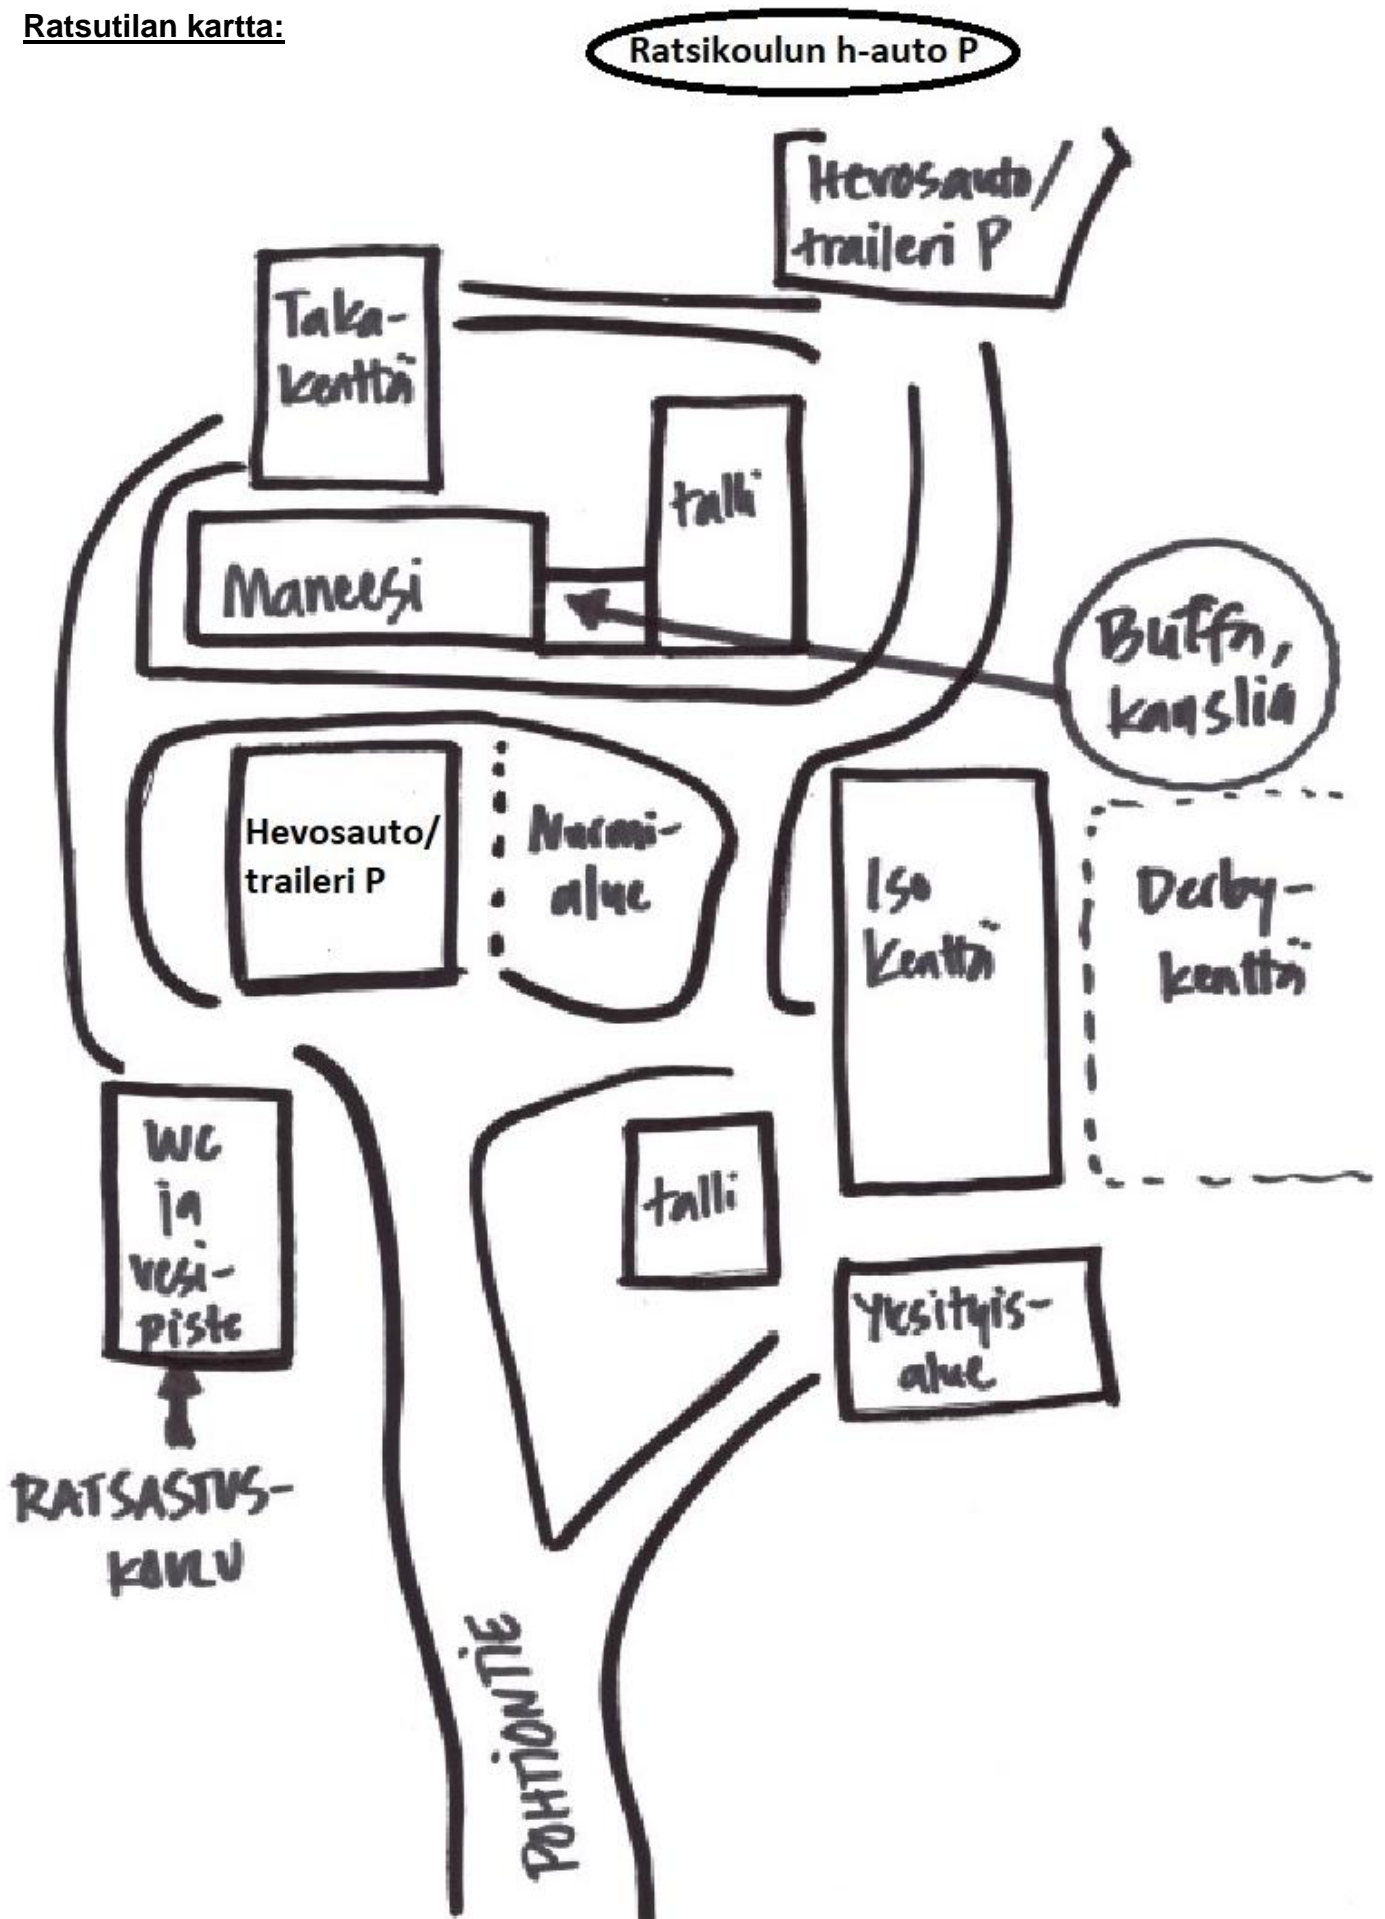 Ratsutilan kartta:
Ratsikoulun h-auto P
Hevosauto/
traileri P
Taka-
kenttä
talli
Maneesi
Buffa,
kanslia
Hevosauto/
traileri P
Nurmi-
alue
Iso
kenttä
Derby-
kenttä
WC
ja
vesi-
piste
talli
Yksityis-
alue
RATSASTUS-
KOULU
POHTIONTIE